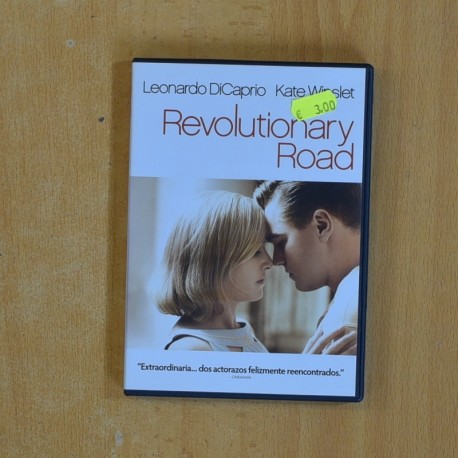 Leonardo DiCaprio Kate Winslet
€ 3.00
Revolutionary
Road
"Extraordinaria... dos actorazos felizmente reencontrados."